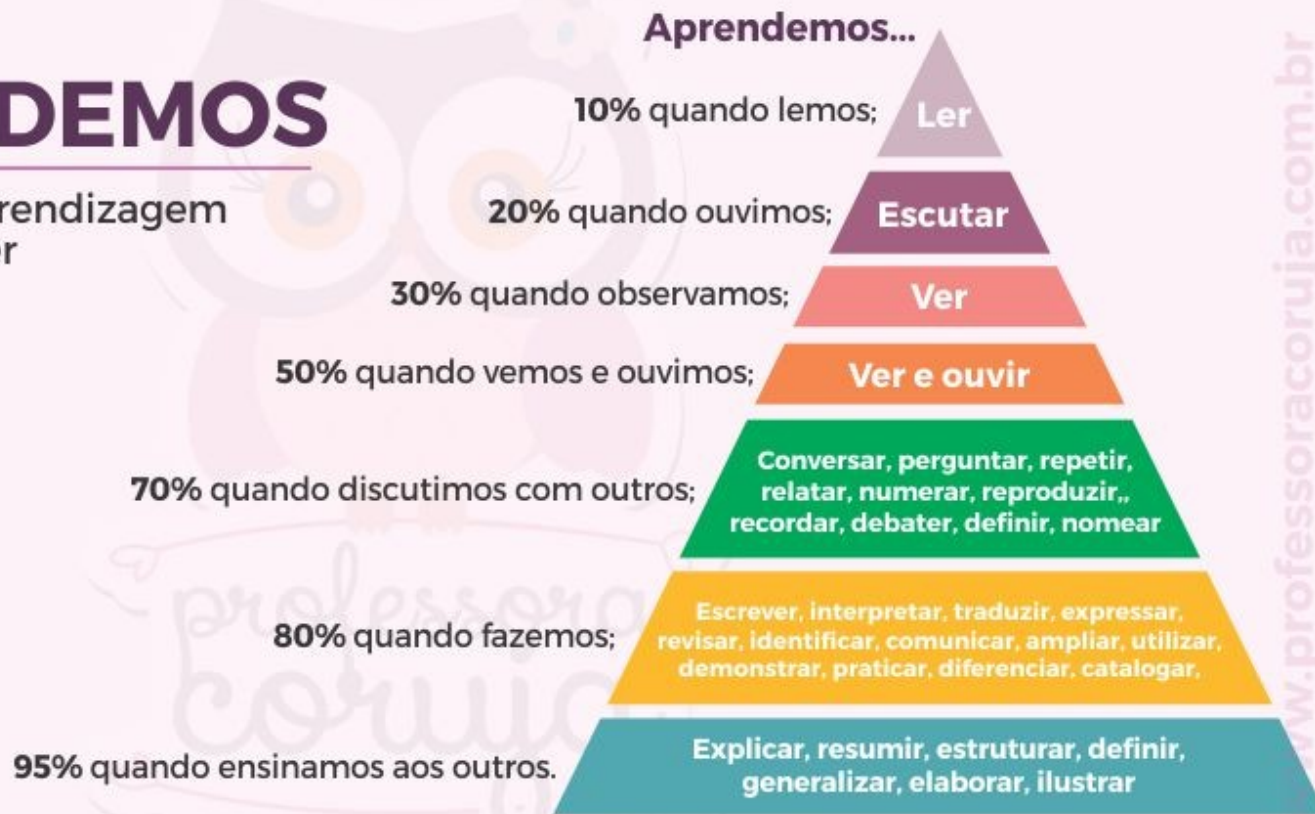 Aprendemos...
DEMOS
rendizagem
r
10% quando lemos;
Ler
20% quando ouvimos;
Escutar
30% quando observamos;
Ver
50% quando vemos e ouvimos;
Ver e ouvir
70% quando discutimos com outros;
Conversar, perguntar, repetir,
relatar, numerar, reproduzir,,
recordar, debater, definir, nomear
80% quando fazemos;
Escrever, interpretar, traduzir, expressar,
revisar, identificar, comunicar, ampliar, utilizar,
demonstrar, praticar, diferenciar, catalogar,
95% quando ensinamos aos outros.
Explicar, resumir, estruturar, definir,
generalizar, elaborar, ilustrar
professora
coruja
www.professoracoruja.com.br